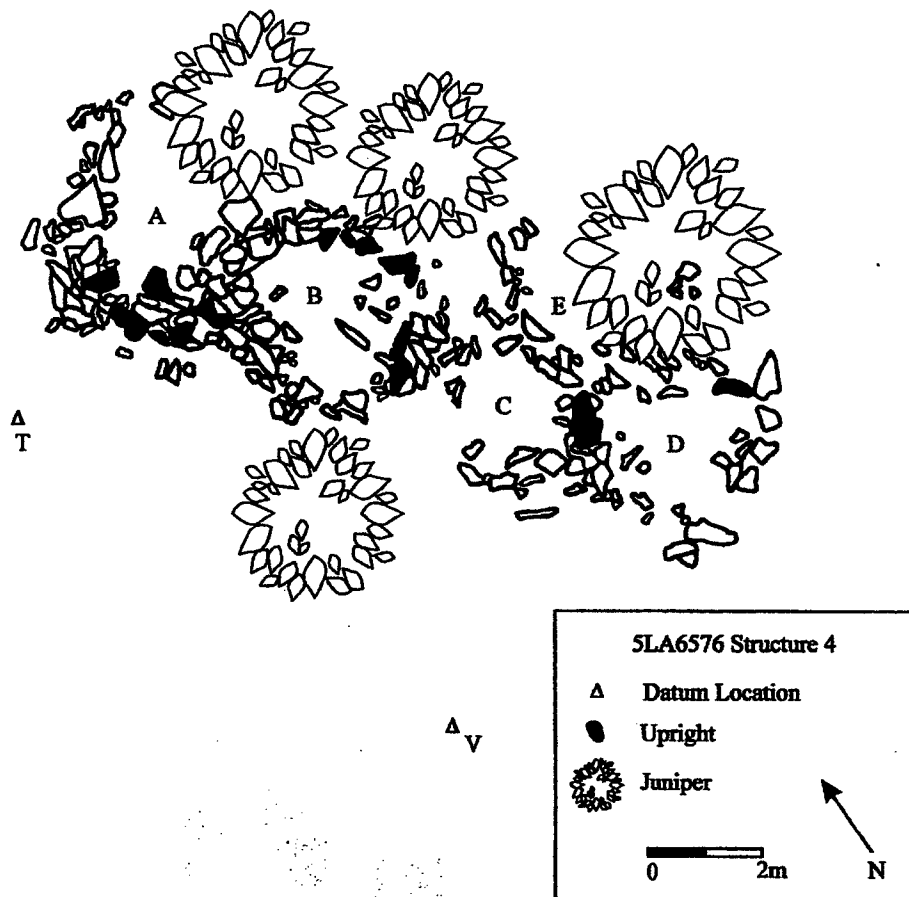 A
B
E
C
D
Δ
T
Δ
V
5LA6576 Structure 4
Δ Datum Location
Upright
Juniper
0 2m
N